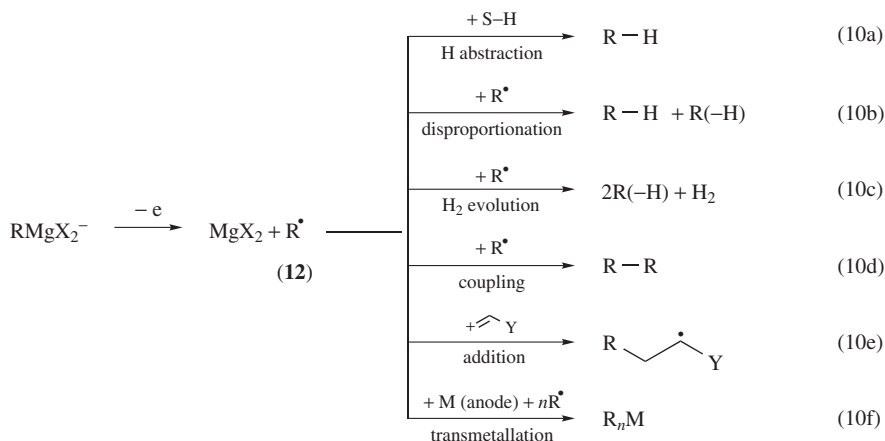 + S–H
H abstraction
R — H (10a)
+ R•
disproportionation
R — H + R(–H) (10b)
+ R•
H₂ evolution
2R(–H) + H₂ (10c)
RMgX₂⁻ – e MgX₂ + R•
(12)
+ R•
coupling
R — R (10d)
+ Y
addition
R Y (10e)
+ M (anode) + nR•
transmetallation
RₙM (10f)